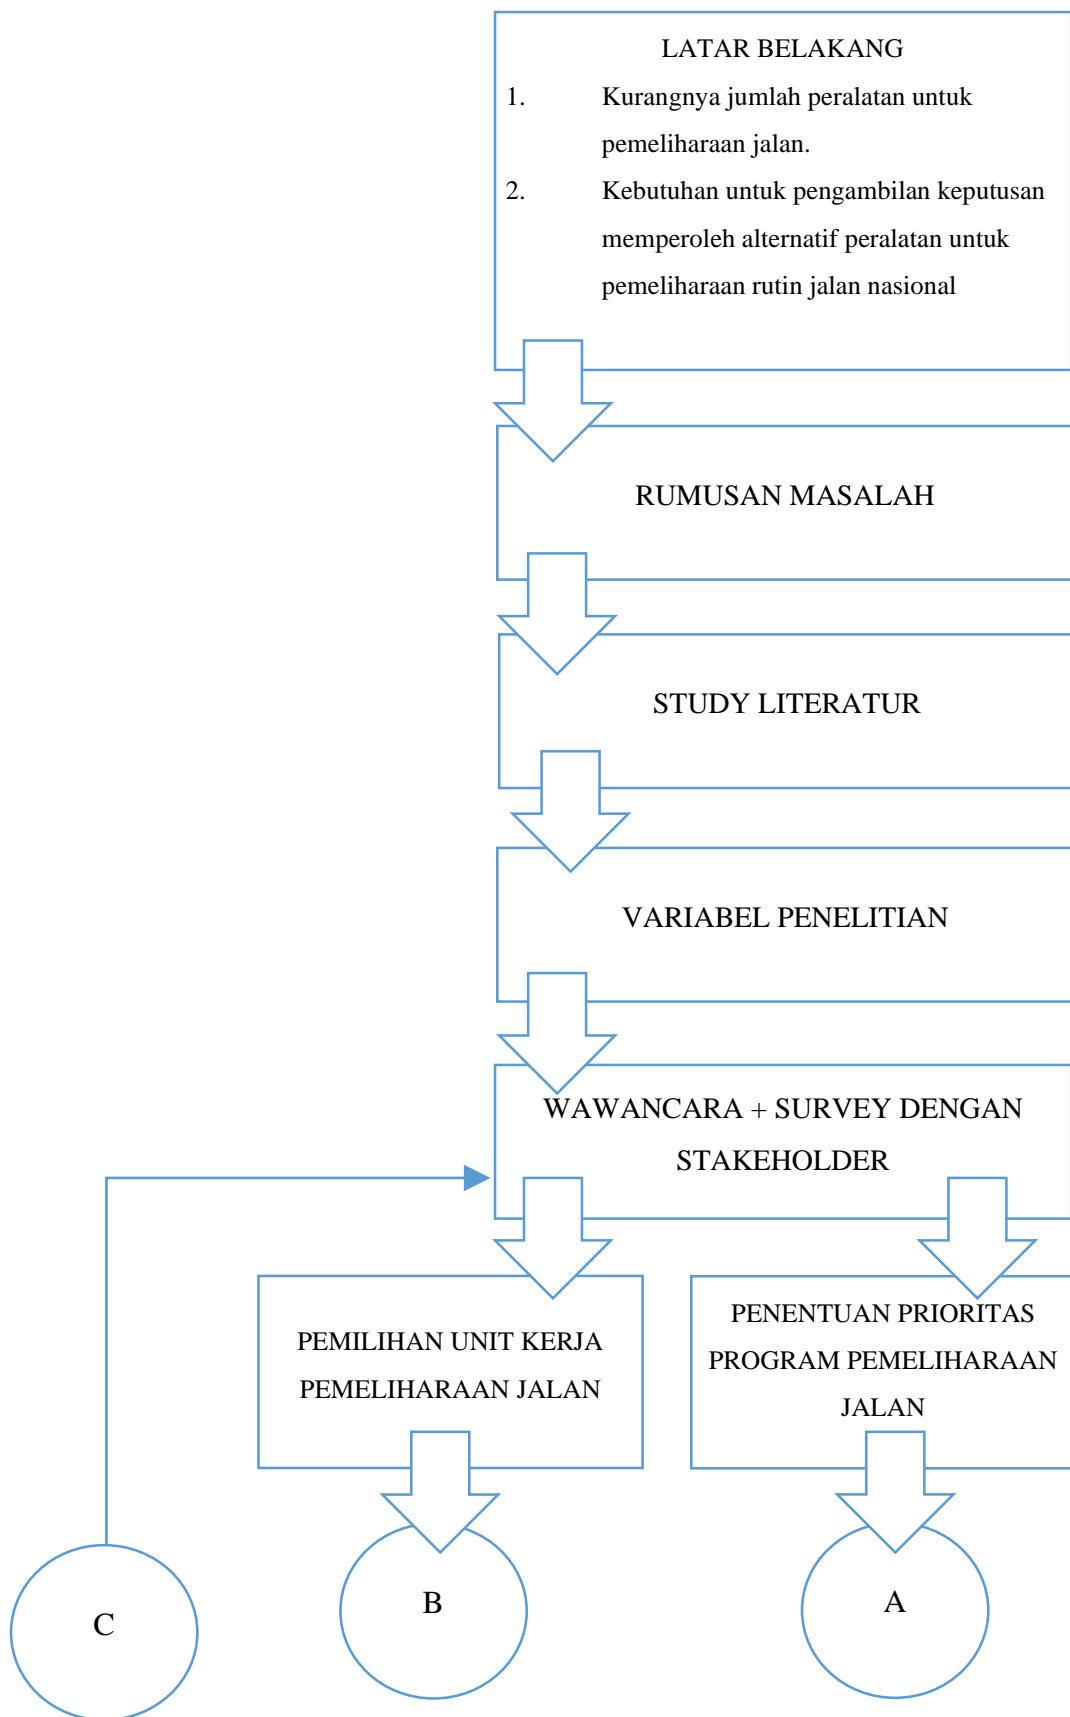 LATAR BELAKANG
1. Kurangnya jumlah peralatan untuk
pemeliharaan jalan.
2. Kebutuhan untuk pengambilan keputusan
memperoleh alternatif peralatan untuk
pemeliharaan rutin jalan nasional
RUMUSAN MASALAH
STUDY LITERATUR
VARIABEL PENELITIAN
WAWANCARA + SURVEY DENGAN
STAKEHOLDER
PEMILIHAN UNIT KERJA
PEMELIHARAAN JALAN
PENENTUAN PRIORITAS
PROGRAM PEMELIHARAAN
JALAN
C
B
A